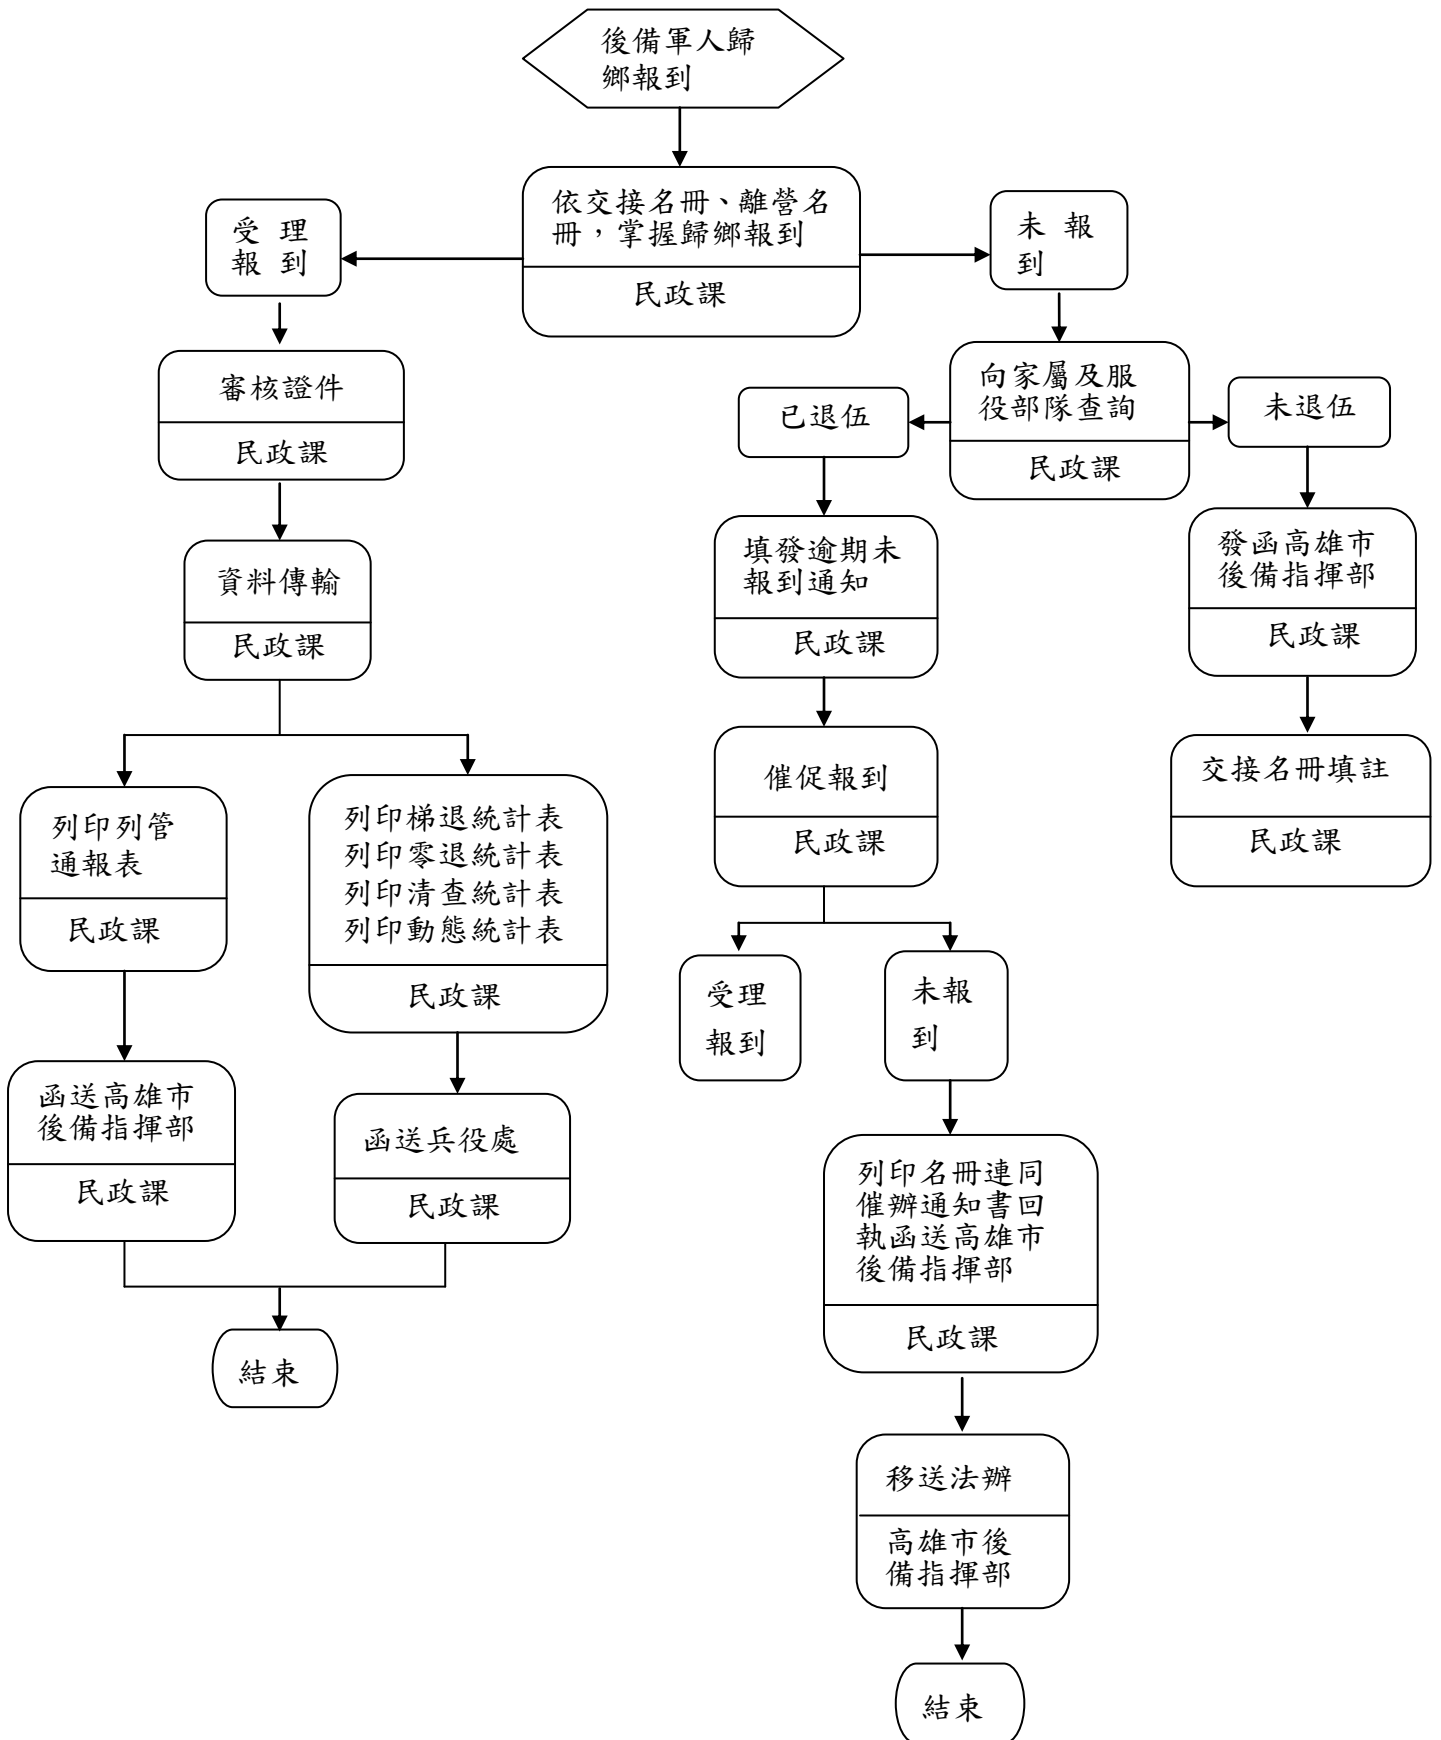 後備軍人歸
鄉報到
依交接名冊、離營名
冊，掌握歸鄉報到
民政課
受 理
報 到
審核證件
民政課
資料傳輸
民政課
列印列管
通報表
民政課
函送高雄市
後備指揮部
民政課
列印梯退統計表
列印零退統計表
列印清查統計表
列印動態統計表
民政課
函送兵役處
民政課
結束
未 報
到
向家屬及服
役部隊查詢
民政課
已退伍
填發逾期未
報到通知
民政課
催促報到
民政課
受理
報到
未報
到
列印名冊連同
催辦通知書回
執函送高雄市
後備指揮部
民政課
移送法辦
高雄市後
備指揮部
結束
未退伍
發函高雄市
後備指揮部
民政課
交接名冊填註
民政課